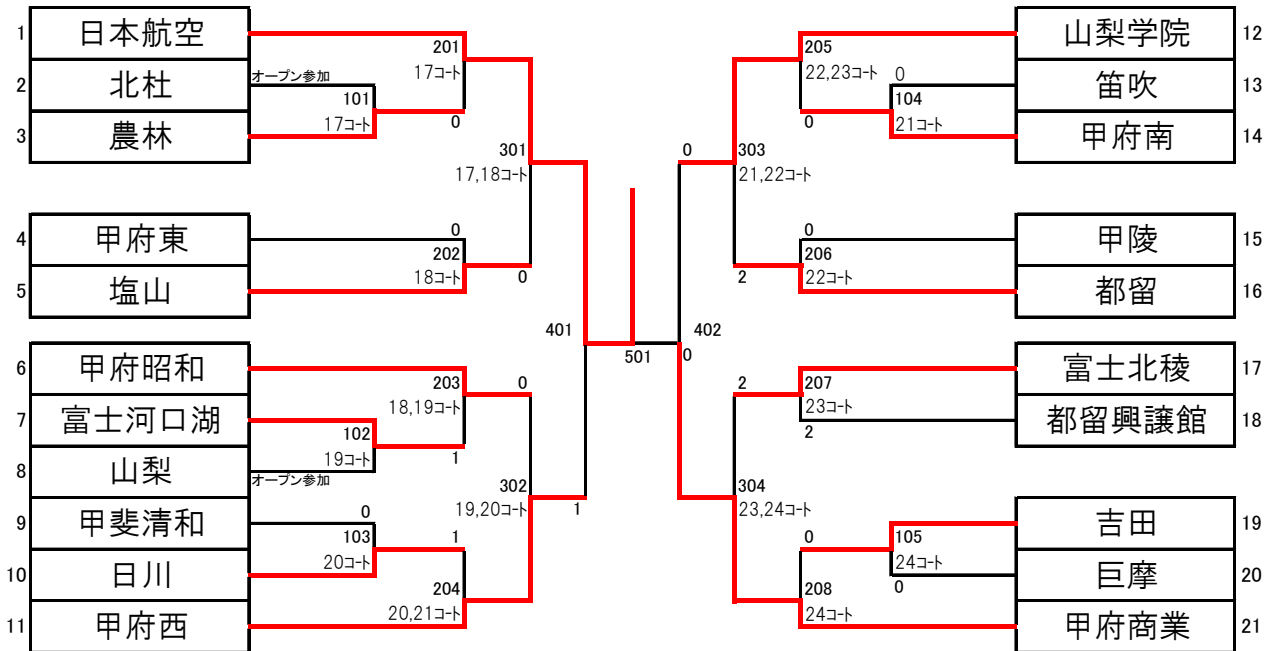 1 日本航空
2 北杜
3 農林
4 甲府東
5 塩山
6 甲府昭和
7 富士河口湖
8 山梨
9 甲斐清和
10 日川
11 甲府西
オープン参加
101
17コート
201
17コート
0
301
17,18コート
0
202
18コート
0
401
203
18,19コート
0
102
19コート
1
オープン参加
302
19,20コート
1
0
103
20コート
1
204
20,21コート
501
205
22,23コート
0
104
21コート
0
0
303
21,22コート
0
206
22コート
2
402
0
2
207
23コート
2
304
23,24コート
0
105
24コート
0
208
24コート
山梨学院 12
笛吹 13
甲府南 14
甲陵 15
都留 16
富士北稜 17
都留興譲館 18
吉田 19
巨摩 20
甲府商業 21